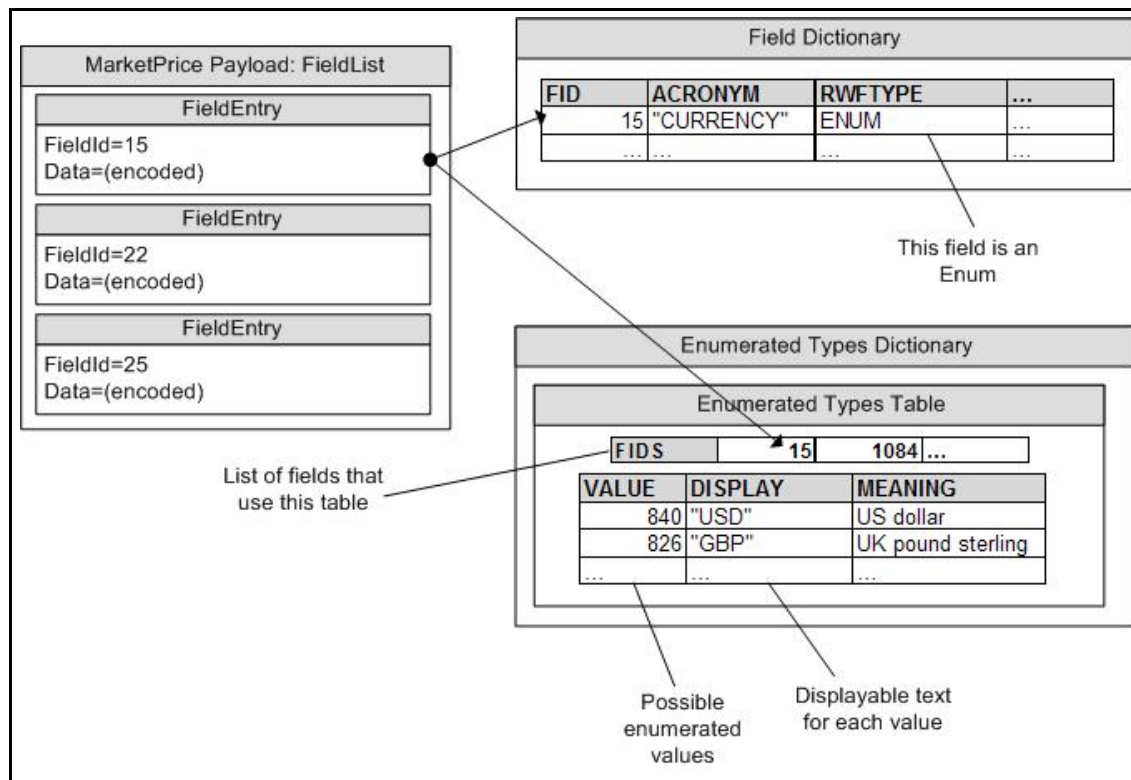 MarketPrice Payload: FieldList
FieldEntry
FieldId=15
Data=(encoded)
FieldEntry
FieldId=22
Data=(encoded)
FieldEntry
FieldId=25
Data=(encoded)
Field Dictionary
FID ACRONYM RWFTYPE ...
15 "CURRENCY" ENUM ...
... ... ... ...
This field is an
Enum
Enumerated Types Dictionary
Enumerated Types Table
FIDS 15 1084 ...
List of fields that
use this table
VALUE DISPLAY MEANING
840 "USD" US dollar
826 "GBP" UK pound sterling
... ... ...
Possible
enumerated
values
Displayable text
for each value